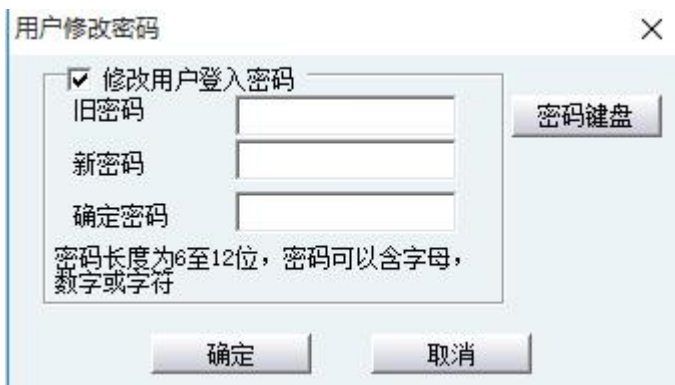 用户修改密码
修改用户登入密码
旧密码
密码键盘
新密码
确定密码
密码长度为6至12位，密码可以含字母，
数字或字符
确定
取消